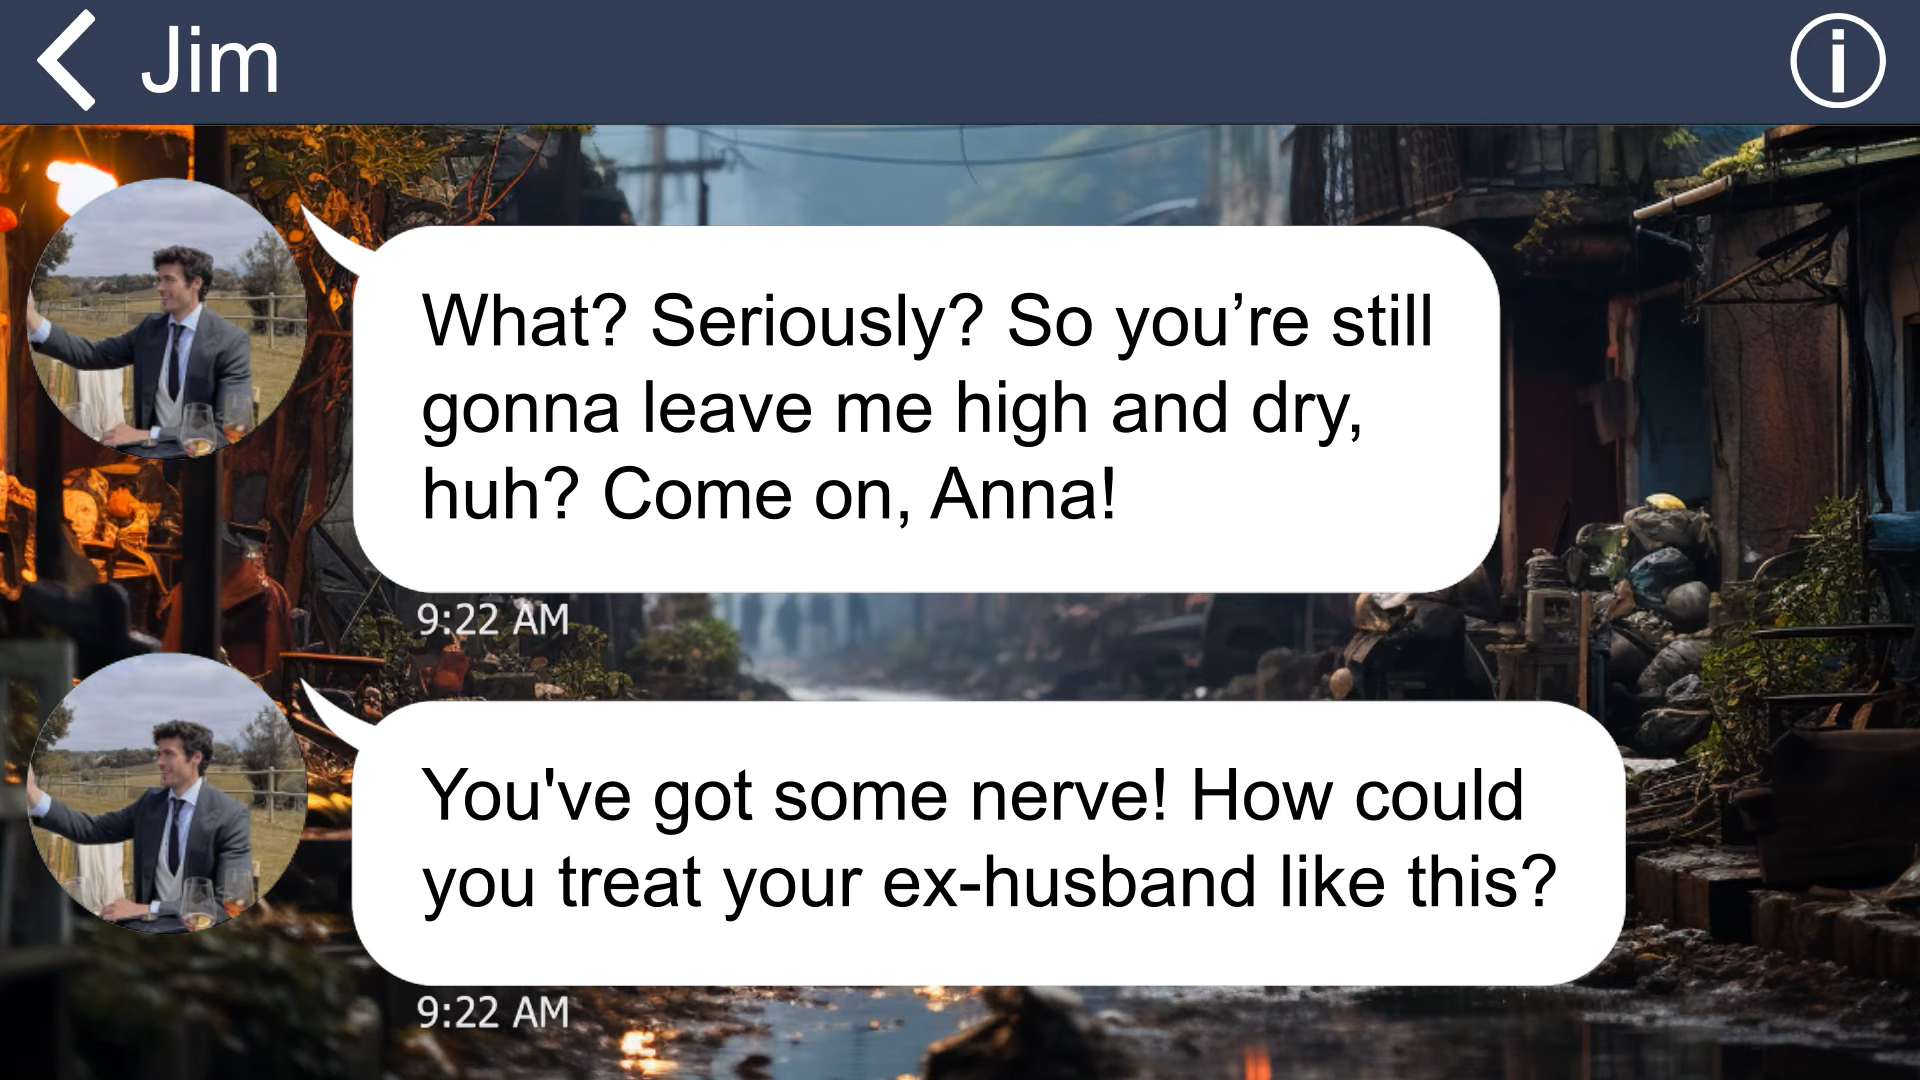 Jim
What? Seriously? So you’re still
gonna leave me high and dry,
huh? Come on, Anna!
9:22 AM
You've got some nerve! How could
you treat your ex-husband like this?
9:22 AM